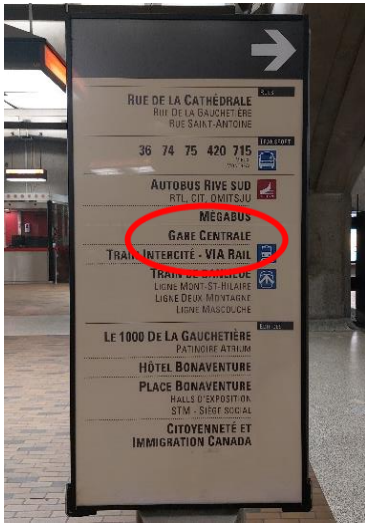 RUES
RUE DE LA CATHÉDRALE
RUE DE LA GAUCHETIÈRE
RUE SAINT-ANTOINE
TRANSPORT
36 74 75 420 715
AUTOBUS RIVE SUD
RTL, CIT, OMITSJU
MÉGABUS
GARE CENTRALE
TRAIN INTERCITÉ - VIA RAIL
TRAIN DE BANLIEUE
LIGNE MONT-ST-HILAIRE
LIGNE DEUX MONTAGNE
LIGNE MASCOUCHE
LE 1000 DE LA GAUCHETIÈRE
PATINOIRE ATRIUM
HÔTEL BONAVENTURE
PLACE BONAVENTURE
HALLS D'EXPOSITION
STM - SIÈGE SOCIAL
CITOYENNETÉ ET
IMMIGRATION CANADA